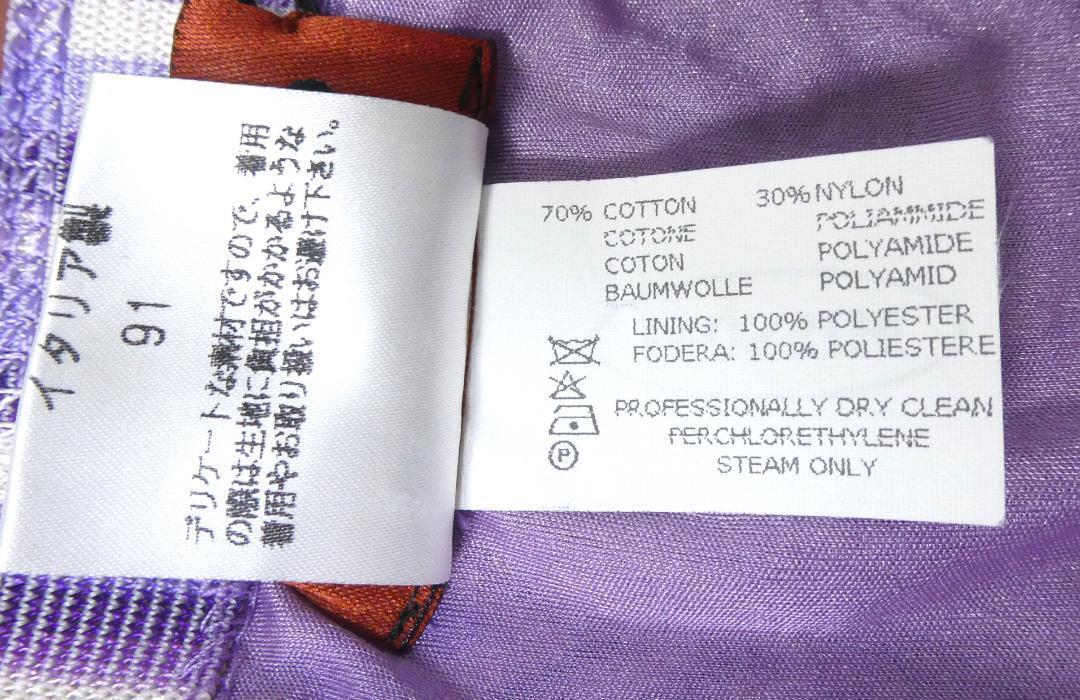 イタリア製
91
デリケートな素材ですので、着用
の際は生地に負担がかかるような
着用やお取り扱いはお避け下さい。
70% COTTON 30% NYLON
COTONE POLIAMMIDE
COTON POLYAMIDE
BAUMWOLLE POLYAMID
LINING: 100% POLYESTER
FODERA: 100% POLIESTERE
PROFESSIONALLY DRY CLEAN
PERCHLORETHYLENE
STEAM ONLY
P